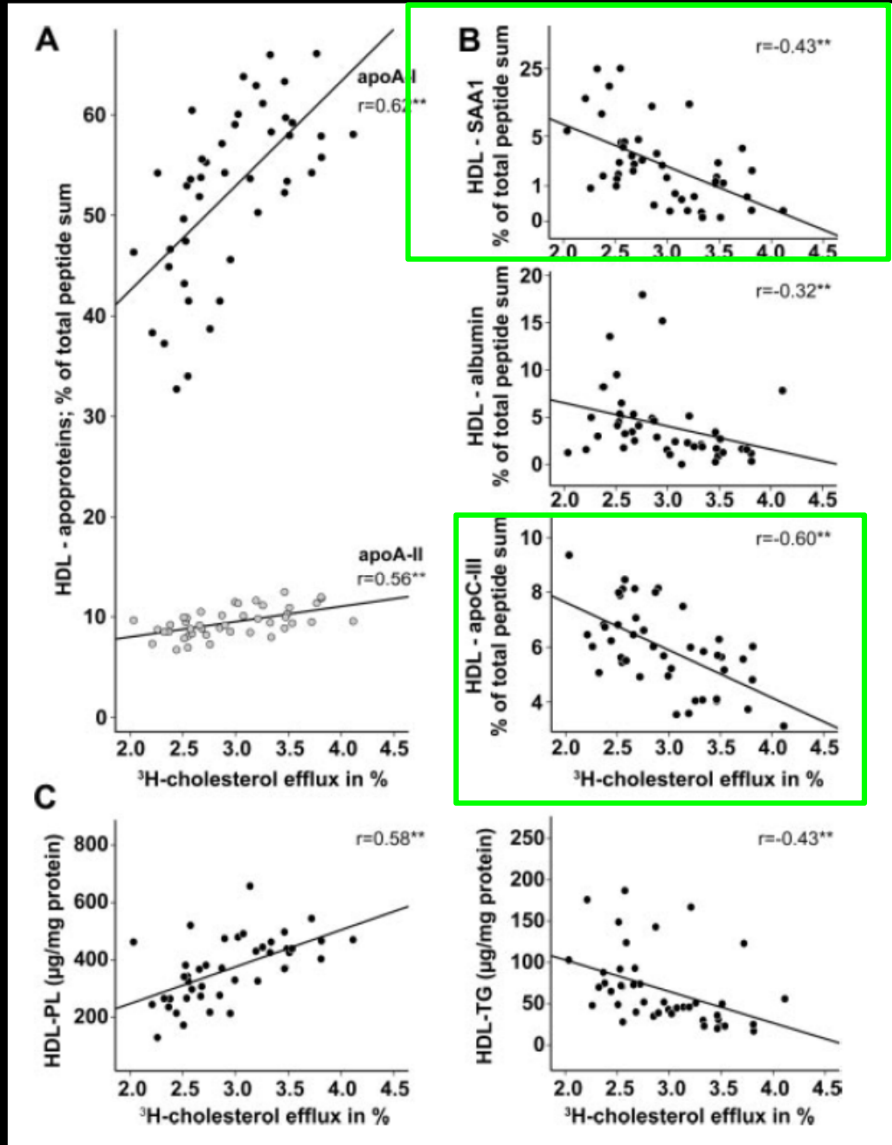 A
HDL - apoproteins; % of total peptide sum
60
50
40
30
20
10
0
apoA-I
r=0.62**
apoA-II
r=0.56**
2.0 2.5 3.0 3.5 4.0 4.5
³H-cholesterol efflux in %
B
HDL - SAA1
% of total peptide sum
25
5
1
0
r=-0.43**
2.0 2.5 3.0 3.5 4.0 4.5
HDL - albumin
% of total peptide sum
20
15
10
5
0
r=-0.32**
2.0 2.5 3.0 3.5 4.0 4.5
HDL - apoC-III
% of total peptide sum
10
8
6
4
r=-0.60**
2.0 2.5 3.0 3.5 4.0 4.5
³H-cholesterol efflux in %
C
HDL-PL (µg/mg protein)
800
600
400
200
r=0.58**
2.0 2.5 3.0 3.5 4.0 4.5
³H-cholesterol efflux in %
HDL-TG (µg/mg protein)
250
200
150
100
50
0
r=-0.43**
2.0 2.5 3.0 3.5 4.0 4.5
³H-cholesterol efflux in %